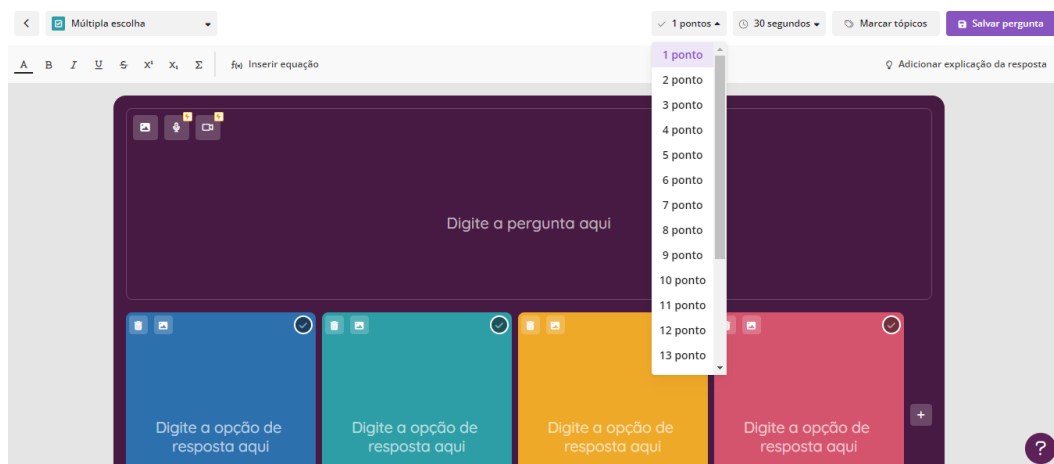 Múltipla escolha
1 pontos
30 segundos
Marcar tópicos
Salvar pergunta
A B I U S X¹ X₁ Σ f(x) Inserir equação
Adicionar explicação da resposta
1 ponto
2 ponto
3 ponto
4 ponto
5 ponto
6 ponto
7 ponto
8 ponto
9 ponto
10 ponto
11 ponto
12 ponto
13 ponto
Digite a pergunta aqui
Digite a opção de
resposta aqui
Digite a opção de
resposta aqui
Digite a opção de
resposta aqui
Digite a opção de
resposta aqui
+
?